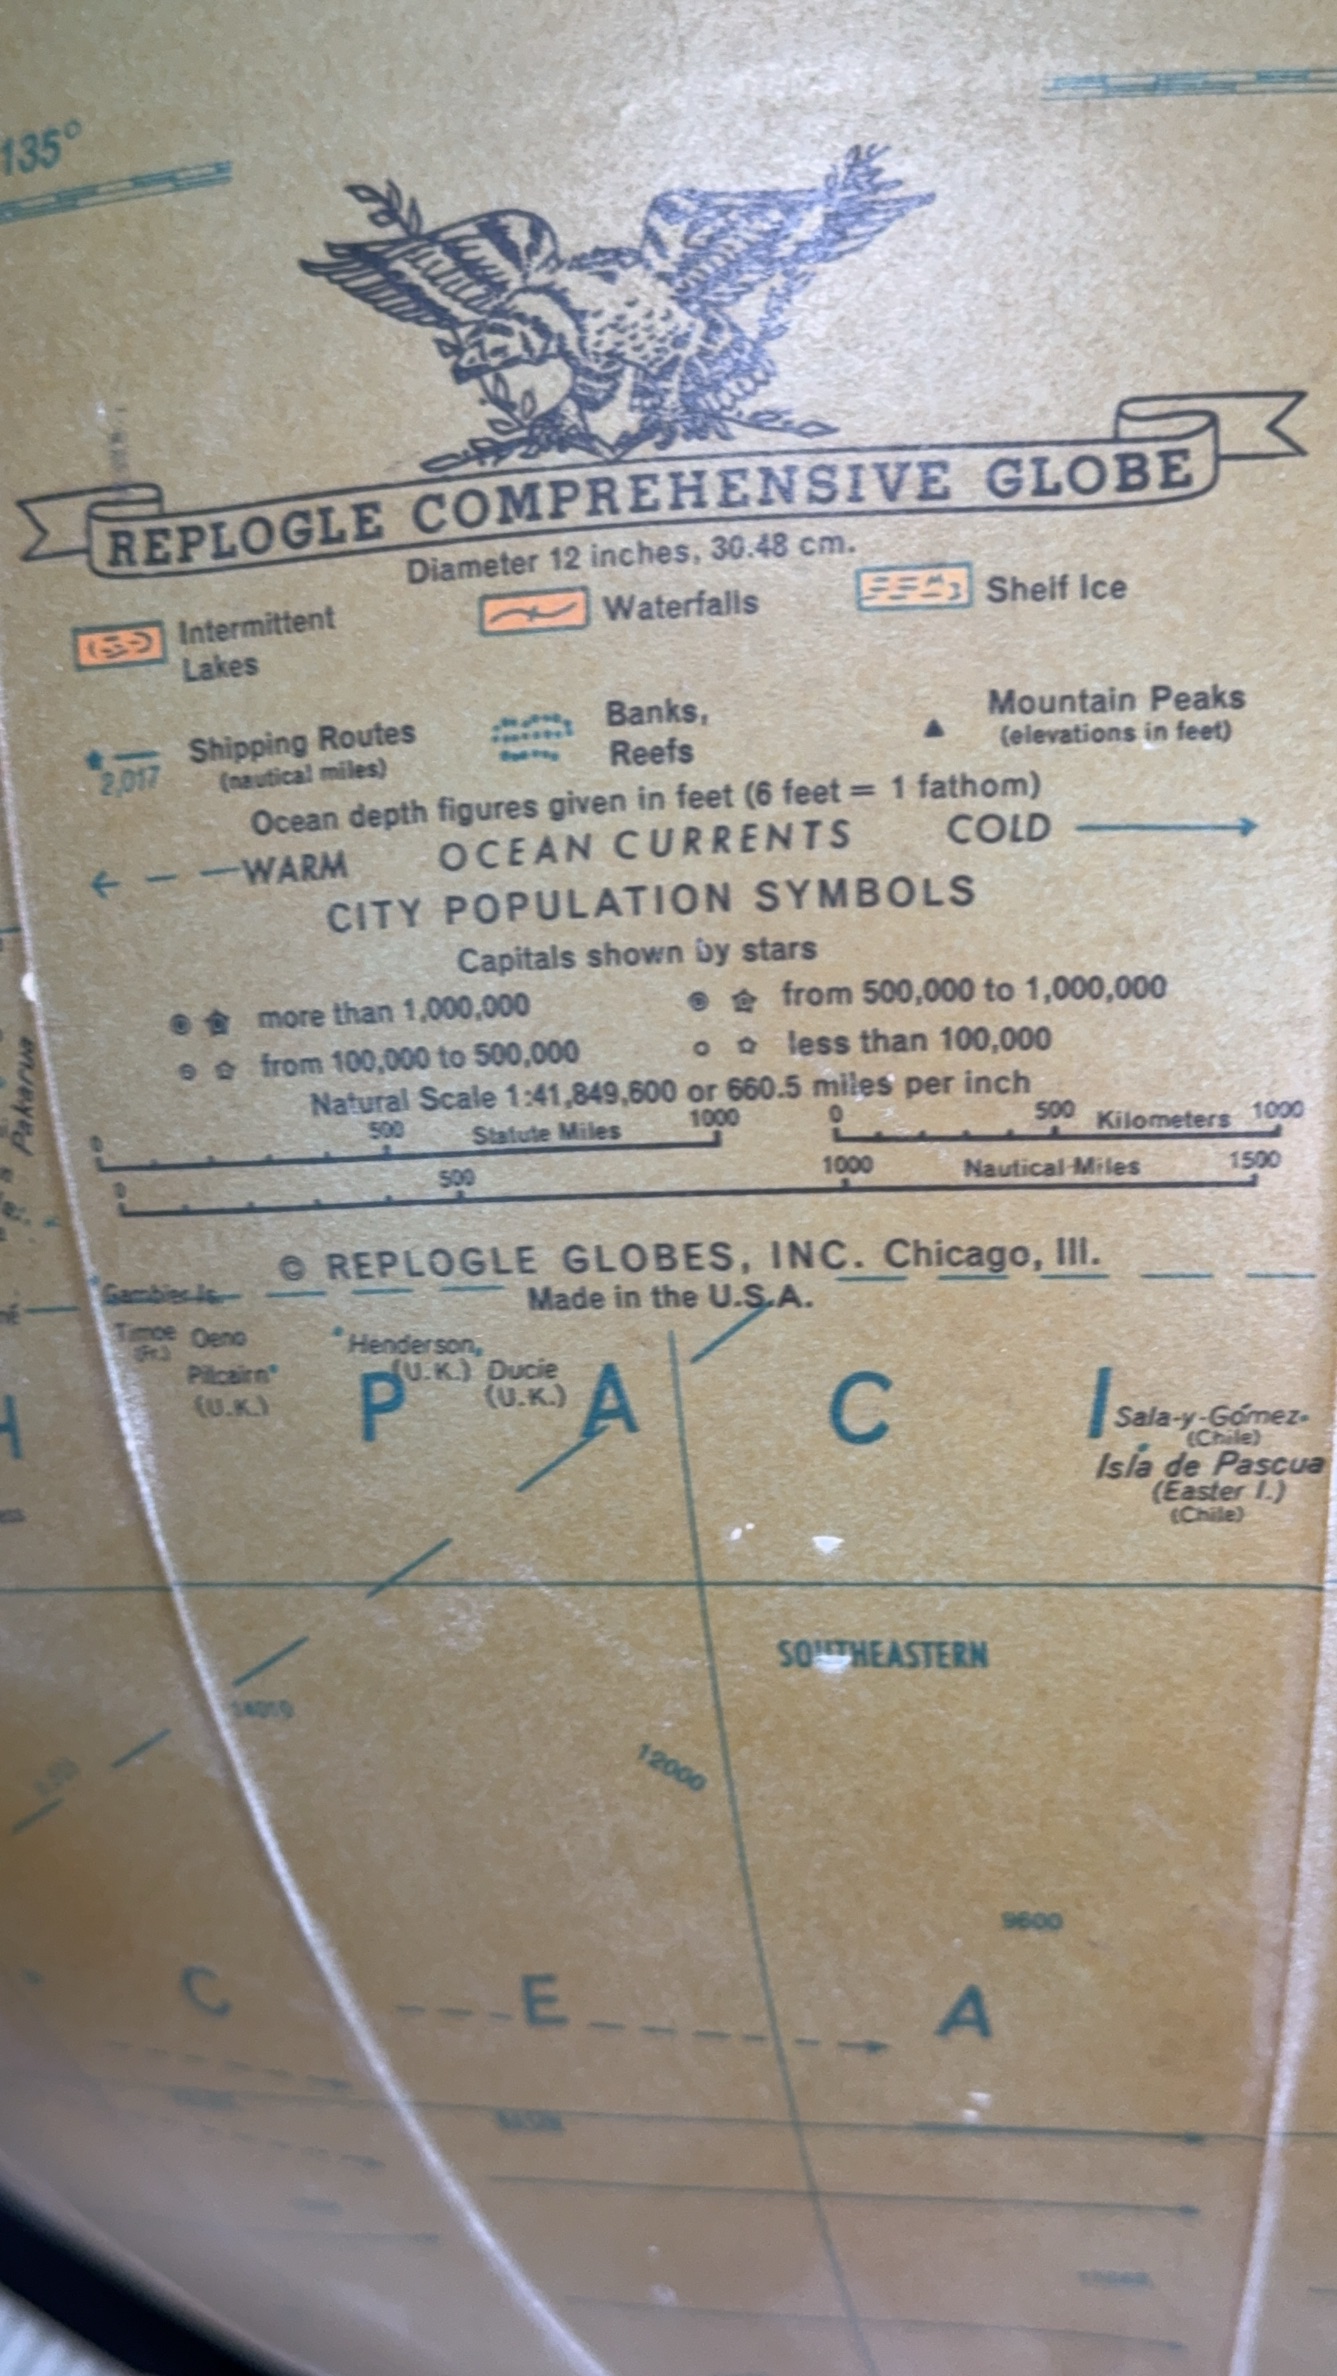 135°
REPLOGLE COMPREHENSIVE GLOBE
Diameter 12 inches, 30.48 cm.
Intermittent Lakes
Waterfalls
Shelf Ice
2,017
Shipping Routes
(nautical miles)
Banks,
Reefs
Mountain Peaks
(elevations in feet)
Ocean depth figures given in feet (6 feet = 1 fathom)
WARM OCEAN CURRENTS COLD
CITY POPULATION SYMBOLS
Capitals shown by stars
more than 1,000,000
from 500,000 to 1,000,000
from 100,000 to 500,000
less than 100,000
Natural Scale 1:41,849,600 or 660.5 miles per inch
0 500 Statute Miles 1000
0 500 Kilometers 1000
0 500 1000 Nautical Miles 1500
© REPLOGLE GLOBES, INC. Chicago, Ill.
Made in the U.S.A.
Pakarua
Gambier Is.
Timoe
(Fr.)
Oeno
Pitcairn
(U.K.)
Henderson,
(U.K.)
Ducie
(U.K.)
H P A C I
Sala-y-Gómez
(Chile)
Isla de Pascua
(Easter I.)
(Chile)
SOUTHEASTERN
12000
9600
C E A
BASIN